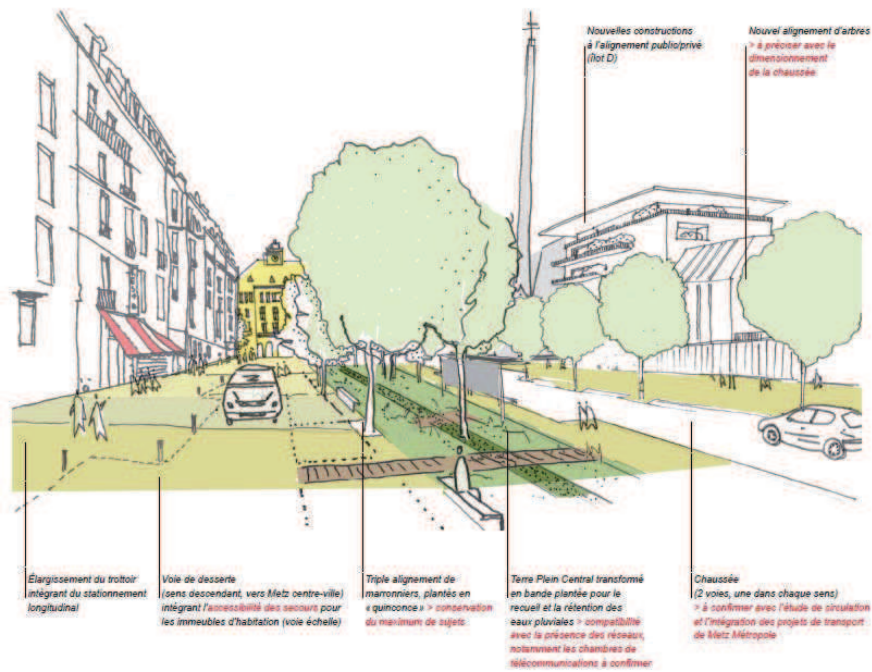 Nouvelles constructions
à l'alignement public/privé
(îlot D)
Nouvel alignement d'arbres
> à préciser avec le
dimensionnement
de la chaussée
Élargissement du trottoir
intégrant du stationnement
longitudinal
Voie de desserte
(sens descendant, vers Metz centre-ville)
intégrant l'accessibilité des secours pour
les immeubles d'habitation (voie échelle)
Triple alignement de
marronniers, plantés en
« quinconce » > conservation
du maximum de sujets
Terre Plein Central transformé
en bande plantée pour le
recueil et la rétention des
eaux pluviales > compatibilité
avec la présence des réseaux,
notamment les chambres de
télécommunications à confirmer
Chaussée
(2 voies, une dans chaque sens)
> à confirmer avec l'étude de circulation
et l'intégration des projets de transport
de Metz Métropole